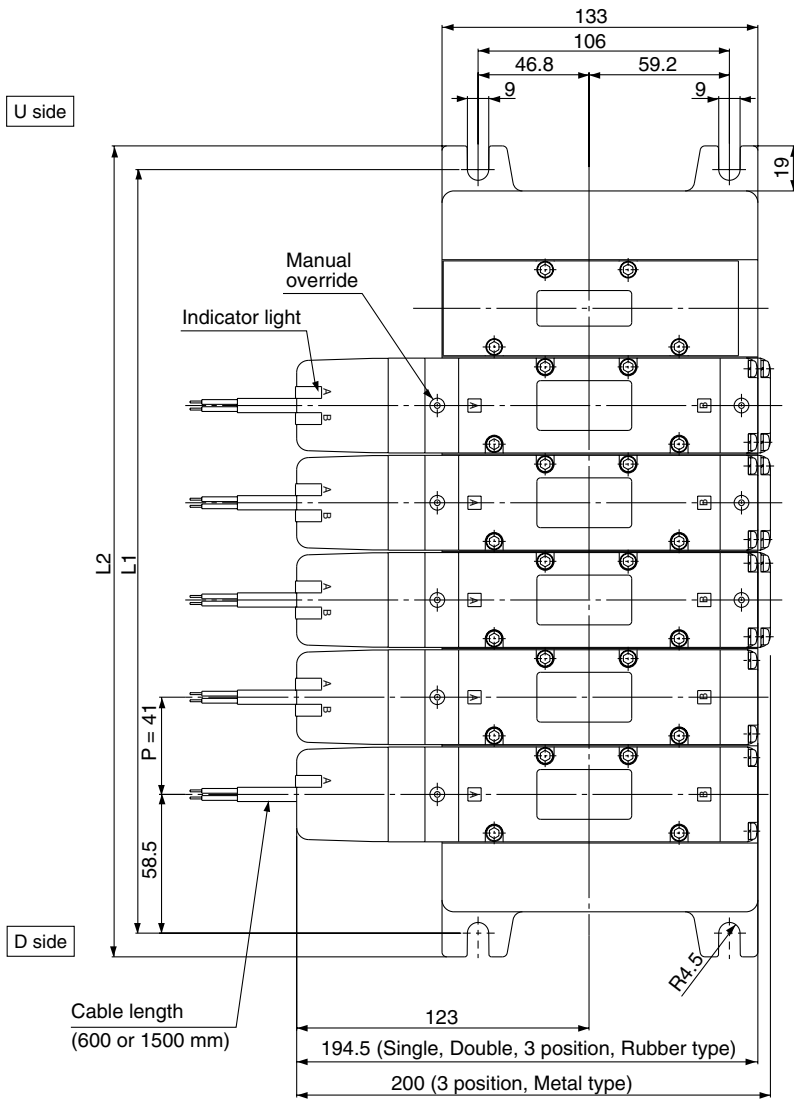 133
106
46.8
59.2
9
9
U side
19
Manual
override
Indicator light
A
B
A
B
A
B
A
B
A
B
A
B
A
B
L2
L1
A
B
A
B
P = 41
A
A
B
58.5
D side
R4.5
Cable length
(600 or 1500 mm)
123
194.5 (Single, Double, 3 position, Rubber type)
200 (3 position, Metal type)